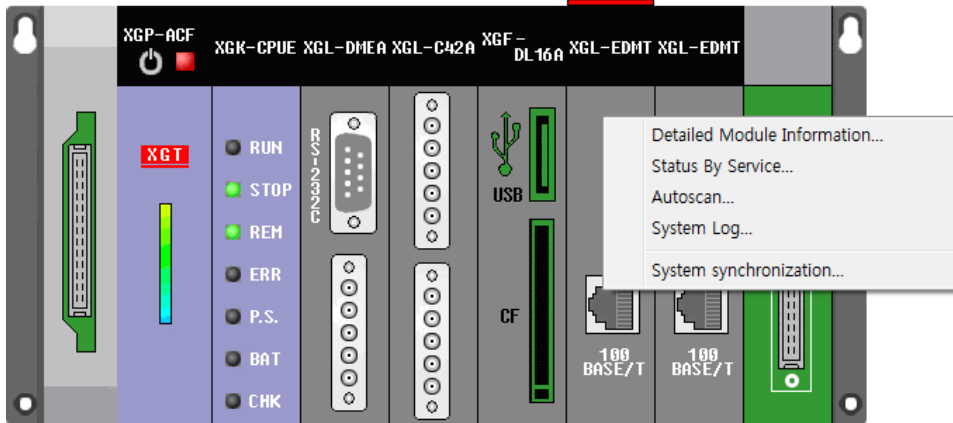 XGP-ACF
XGK-CPUE
XGL-DMEA
XGL-C42A
XGF-
DL16A
XGL-EDMT
XGL-EDMT
XGT
RUN
STOP
REM
ERR
P.S.
BAT
CHK
RS-232C
USB
CF
100
BASE/T
100
BASE/T
Detailed Module Information...
Status By Service...
Autoscan...
System Log...
System synchronization...